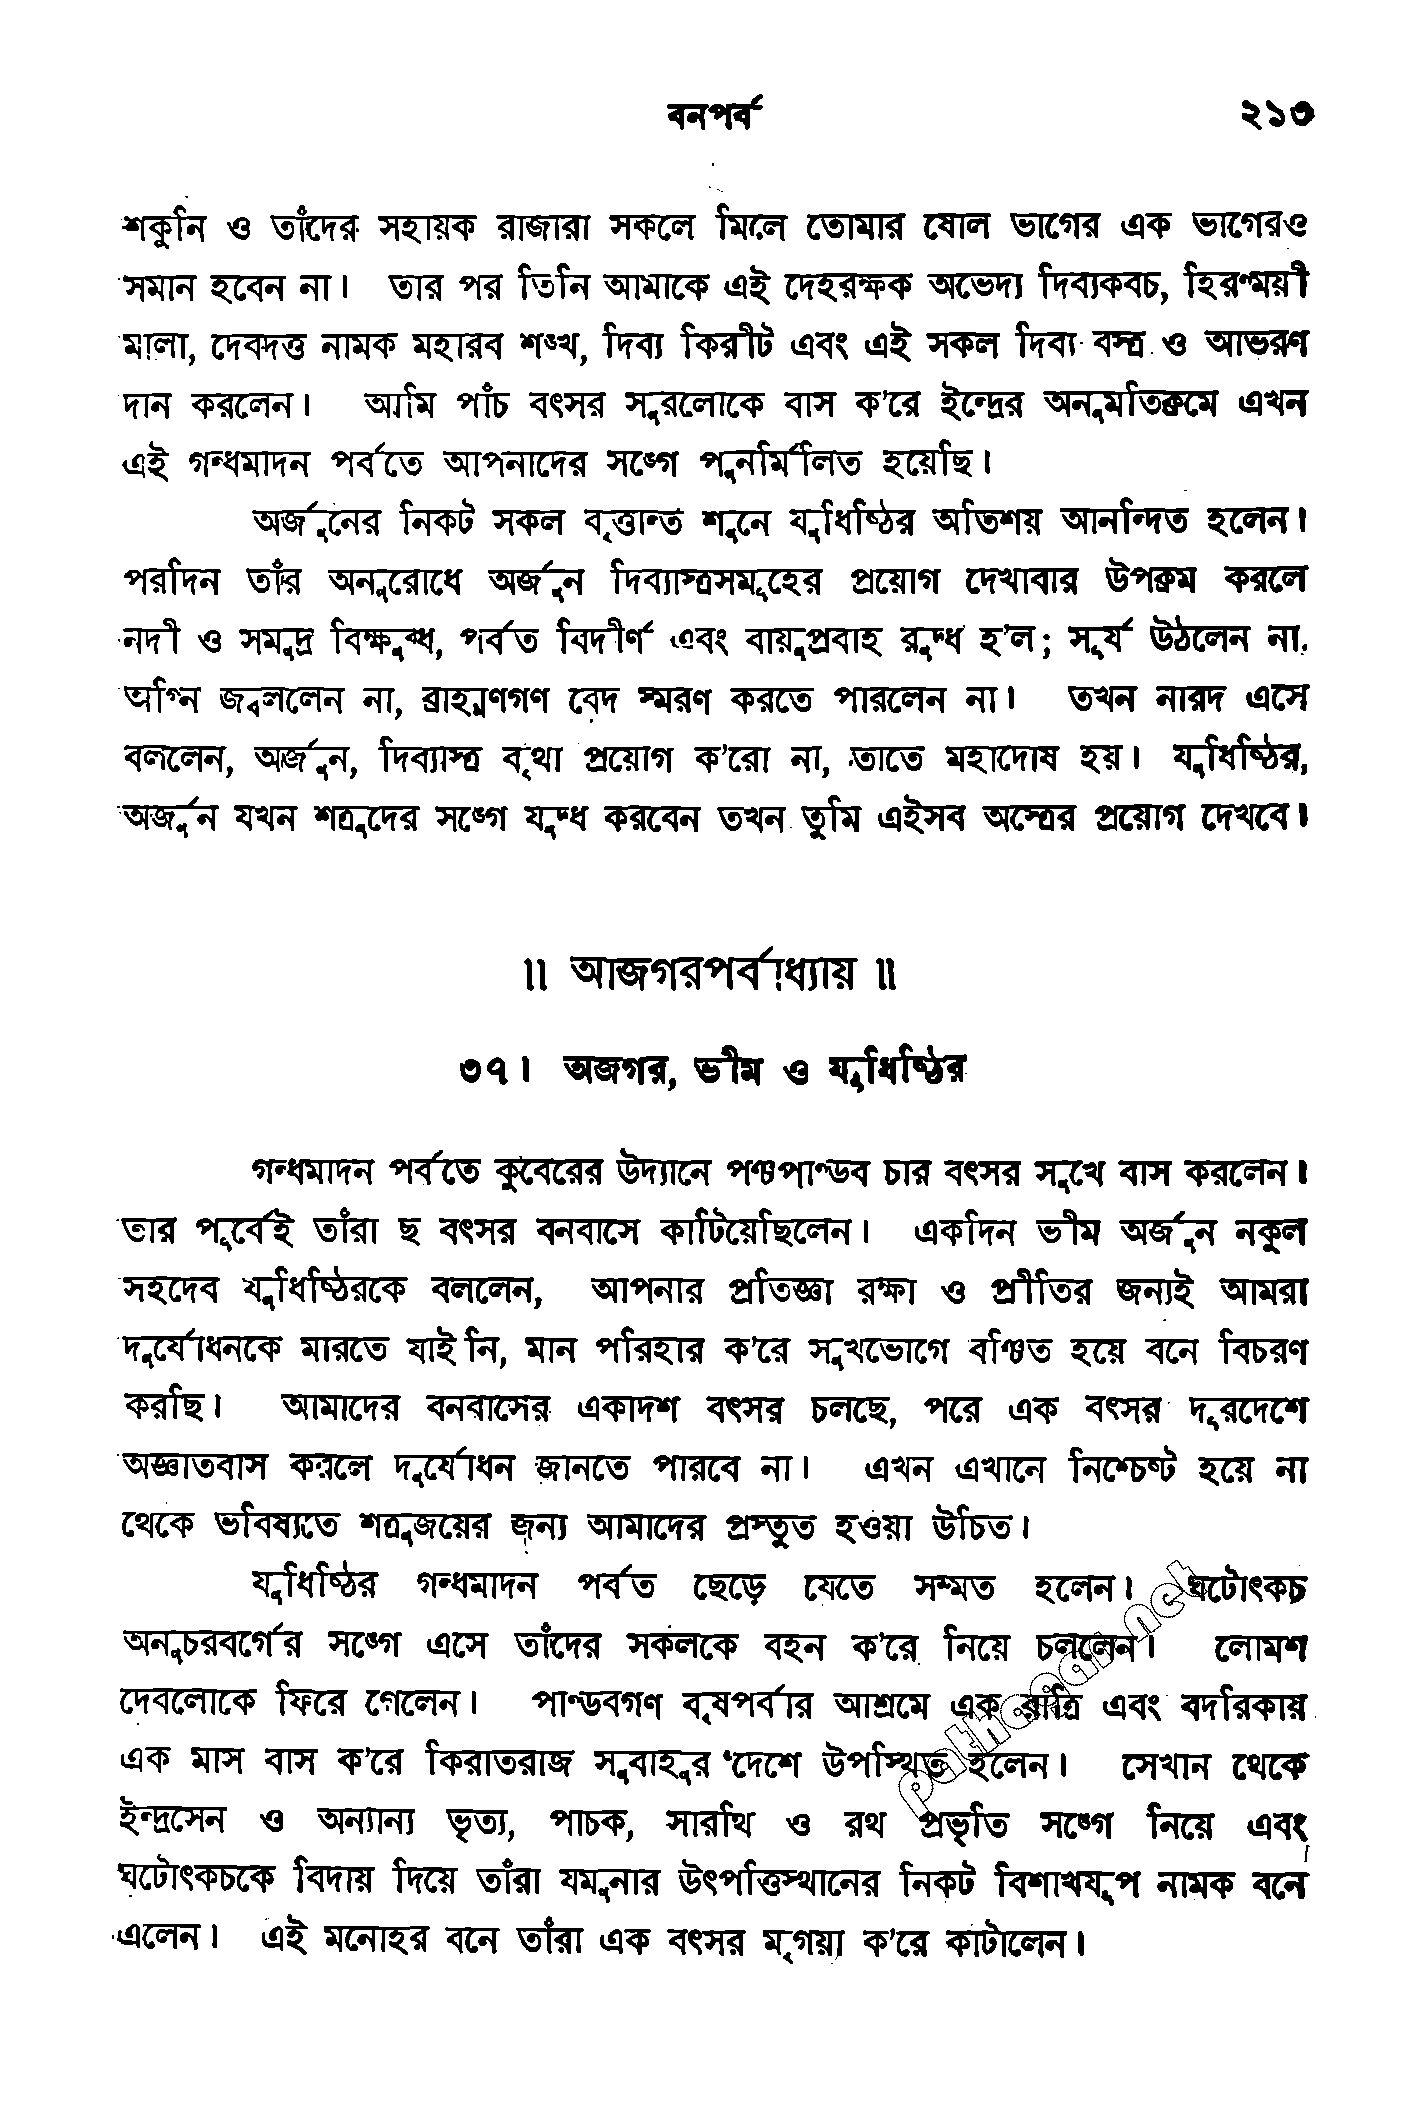 বনপর্ব ২১৩
শকুনি ও তাঁদের সহায়ক রাজারা সকলে মিলে তোমার ষোল ভাগের এক ভাগেরও
সমান হবেন না। তার পর তিনি আমাকে এই দেহরক্ষক অভেদ্য দিব্যকবচ, হিরণ্ময়ী
মালা, দেবদত্ত নামক মহারব শঙ্খ, দিব্য কিরীট এবং এই সকল দিব্য বস্ত্র ও আভরণ
দান করলেন। আমি পাঁচ বৎসর সুরলোকে বাস ক'রে ইন্দ্রের অনুমতিক্রমে এখন
এই গন্ধমাদন পর্বতে আপনাদের সঙ্গে পুনর্মিলিত হয়েছি।
অর্জুনের নিকট সকল বৃত্তান্ত শুনে যুধিষ্ঠির অতিশয় আনন্দিত হলেন।
পরদিন তাঁর অনুরোধে অর্জুন দিব্যাস্ত্রসমূহের প্রয়োগ দেখাবার উপক্রম করলে
নদী ও সমুদ্র বিক্ষুব্ধ, পর্বত বিদীর্ণ এবং বায়ুপ্রবাহ রুদ্ধ হ'ল; সূর্য উঠলেন না,
অগ্নি জ্বললেন না, ব্রাহ্মণগণ বেদ স্মরণ করতে পারলেন না। তখন নারদ এসে
বললেন, অর্জুন, দিব্যাস্ত্র বৃথা প্রয়োগ ক'রো না, তাতে মহাদোষ হয়। যুধিষ্ঠির,
অর্জুন যখন শত্রুদের সঙ্গে যুদ্ধ করবেন তখন তুমি এইসব অস্ত্রের প্রয়োগ দেখবে।
॥ আজগরপর্বাধ্যায় ॥
৩৭। অজগর, ভীম ও যুধিষ্ঠির
গন্ধমাদন পর্বতে কুবেরের উদ্যানে পঞ্চপাণ্ডব চার বৎসর সুখে বাস করলেন।
তার পূর্বেই তাঁরা ছ বৎসর বনবাসে কাটিয়েছিলেন। একদিন ভীম অর্জুন নকুল
সহদেব যুধিষ্ঠিরকে বললেন, আপনার প্রতিজ্ঞা রক্ষা ও প্রীতির জন্যই আমরা
দুর্যোধনকে মারতে যাই নি, মান পরিহার ক'রে সুখভোগে বঞ্চিত হয়ে বনে বিচরণ
করছি। আমাদের বনবাসের একাদশ বৎসর চলছে, পরে এক বৎসর দূরদেশে
অজ্ঞাতবাস করলে দুর্যোধন জানতে পারবে না। এখন এখানে নিশ্চেষ্ট হয়ে না
থেকে ভবিষ্যতে শত্রুজয়ের জন্য আমাদের প্রস্তুত হওয়া উচিত।
যুধিষ্ঠির গন্ধমাদন পর্বত ছেড়ে যেতে সম্মত হলেন। ঘটোৎকচ
অনুচরবর্গের সঙ্গে এসে তাঁদের সকলকে বহন ক'রে নিয়ে চললেন। লোমশ
দেবলোকে ফিরে গেলেন। পাণ্ডবগণ বৃষপর্বার আশ্রমে এক রাত্রি এবং বদরিকায়
এক মাস বাস ক'রে কিরাতরাজ সুবাহুর দেশে উপস্থিত হলেন। সেখান থেকে
ইন্দ্রসেন ও অন্যান্য ভৃত্য, পাচক, সারথি ও রথ প্রভৃতি সঙ্গে নিয়ে এবং
ঘটোৎকচকে বিদায় দিয়ে তাঁরা যমুনার উৎপত্তিস্থানের নিকট বিশাখযূপ নামক বনে
এলেন। এই মনোহর বনে তাঁরা এক বৎসর মৃগয়া ক'রে কাটালেন।
pathagar.net